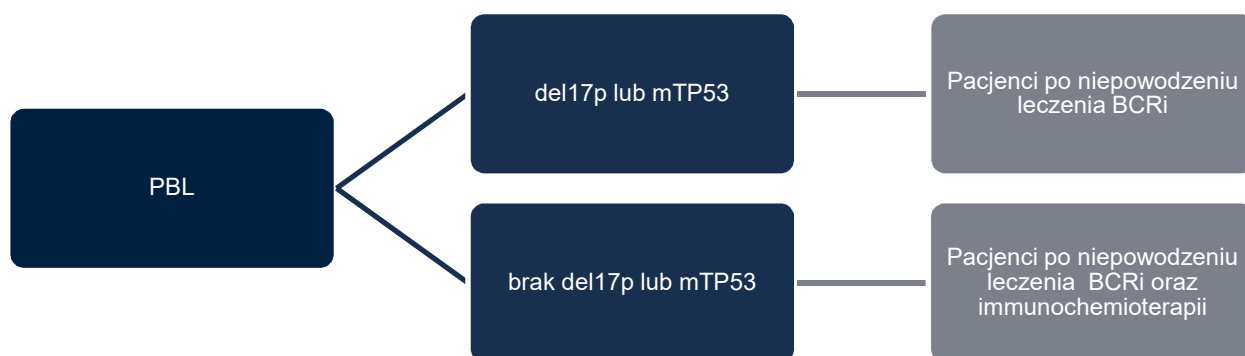 PBL
del17p lub mTP53
Pacjenci po niepowodzeniu
leczenia BCRi
brak del17p lub mTP53
Pacjenci po niepowodzeniu
leczenia  BCRi oraz
immunochemioterapii